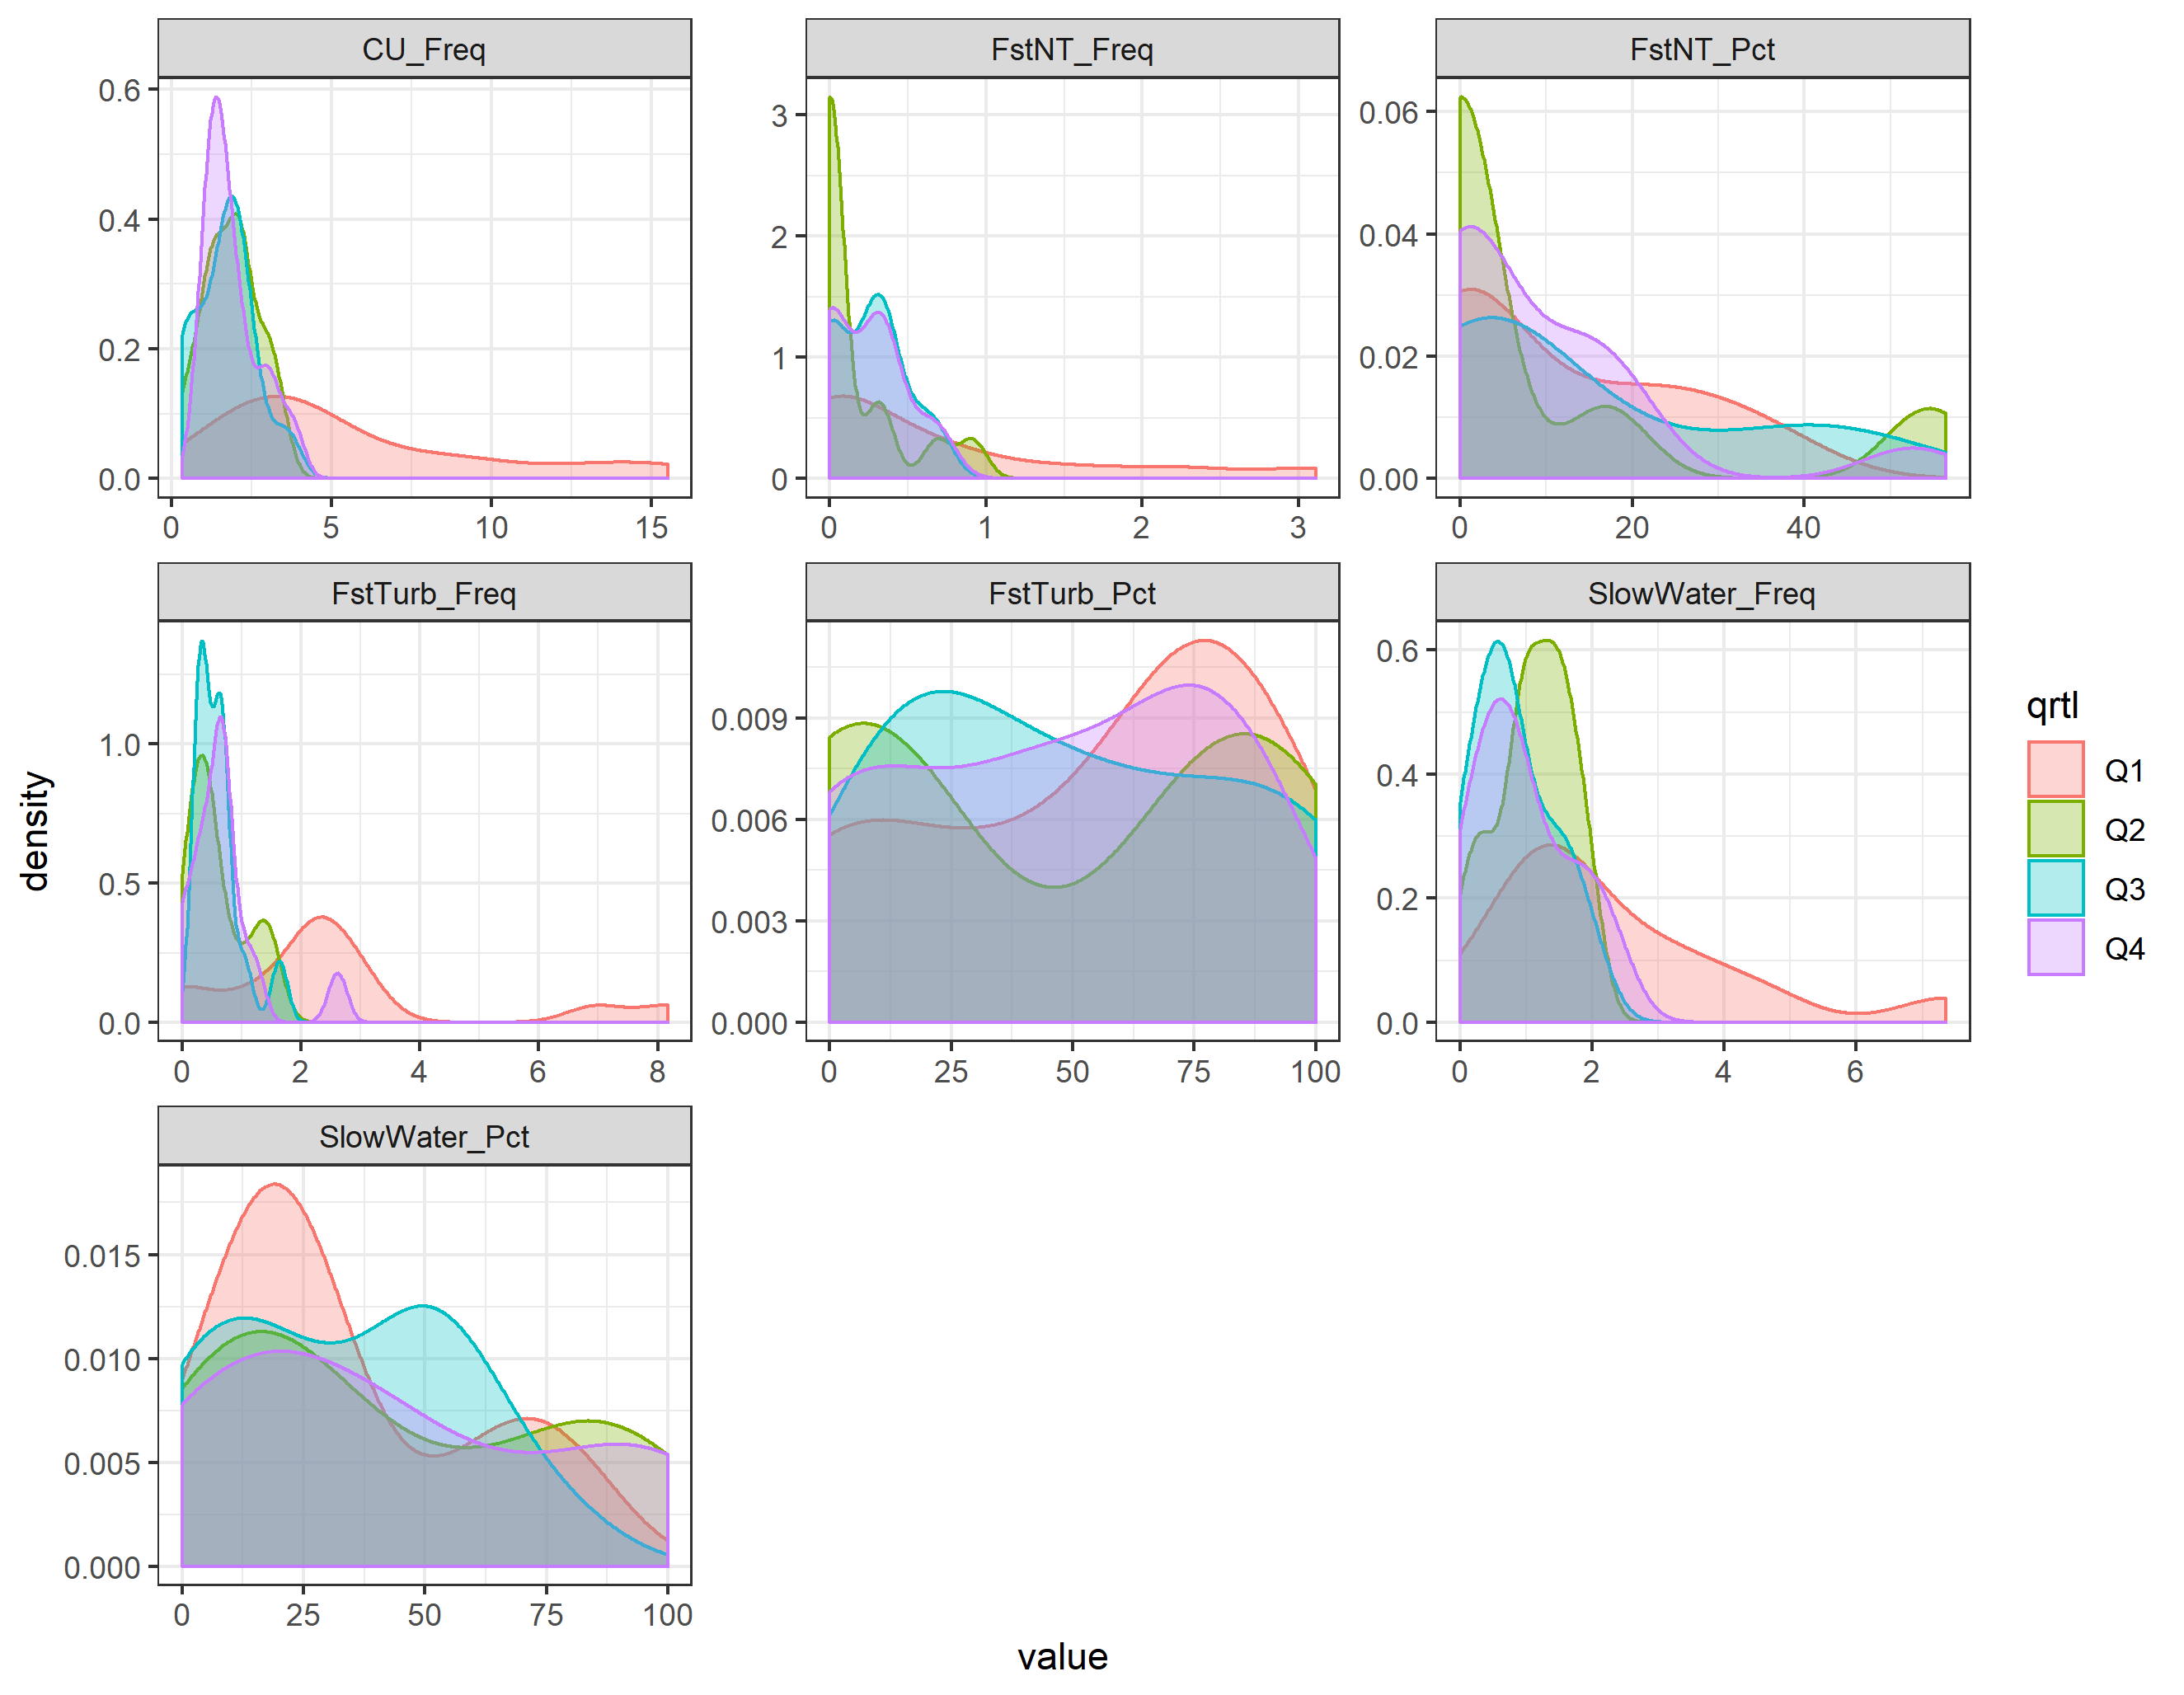 CU_Freq
FstNT_Freq
FstNT_Pct
0.6
0.4
0.2
0.0
0 5 10 15
3
2
1
0
0 1 2 3
0.06
0.04
0.02
0.00
0 20 40
FstTurb_Freq
FstTurb_Pct
SlowWater_Freq
1.0
0.5
0.0
0 2 4 6 8
0.009
0.006
0.003
0.000
0 25 50 75 100
0.6
0.4
0.2
0.0
0 2 4 6
SlowWater_Pct
0.015
0.010
0.005
0.000
0 25 50 75 100
density
value
qrtl
Q1
Q2
Q3
Q4